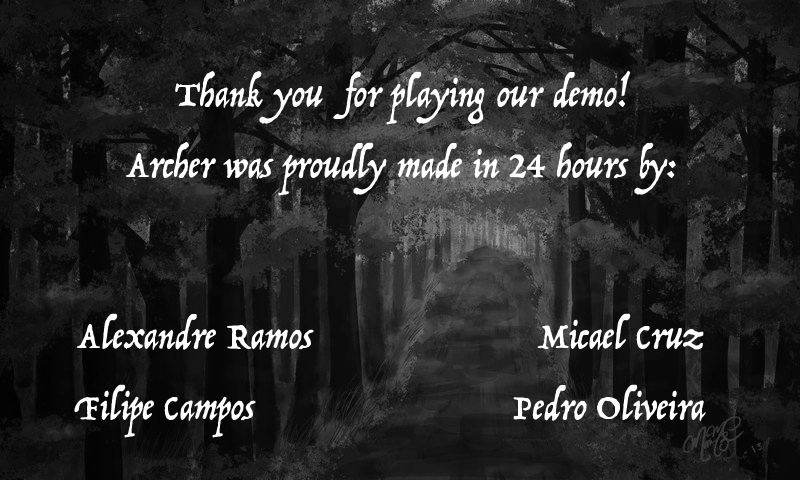 Thank you for playing our demo!
Archer was proudly made in 24 hours by:
Alexandre Ramos
Micael Cruz
Filipe Campos
Pedro Oliveira